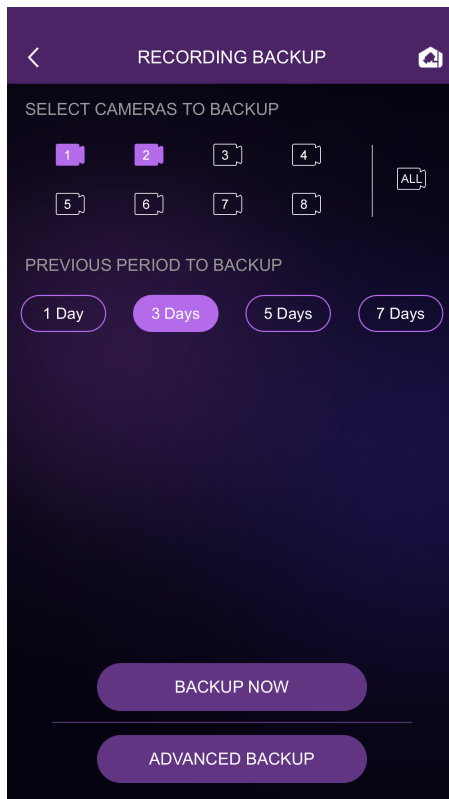 RECORDING BACKUP
SELECT CAMERAS TO BACKUP
1 2 3 4
ALL
5 6 7 8
PREVIOUS PERIOD TO BACKUP
1 Day 3 Days 5 Days 7 Days
BACKUP NOW
ADVANCED BACKUP